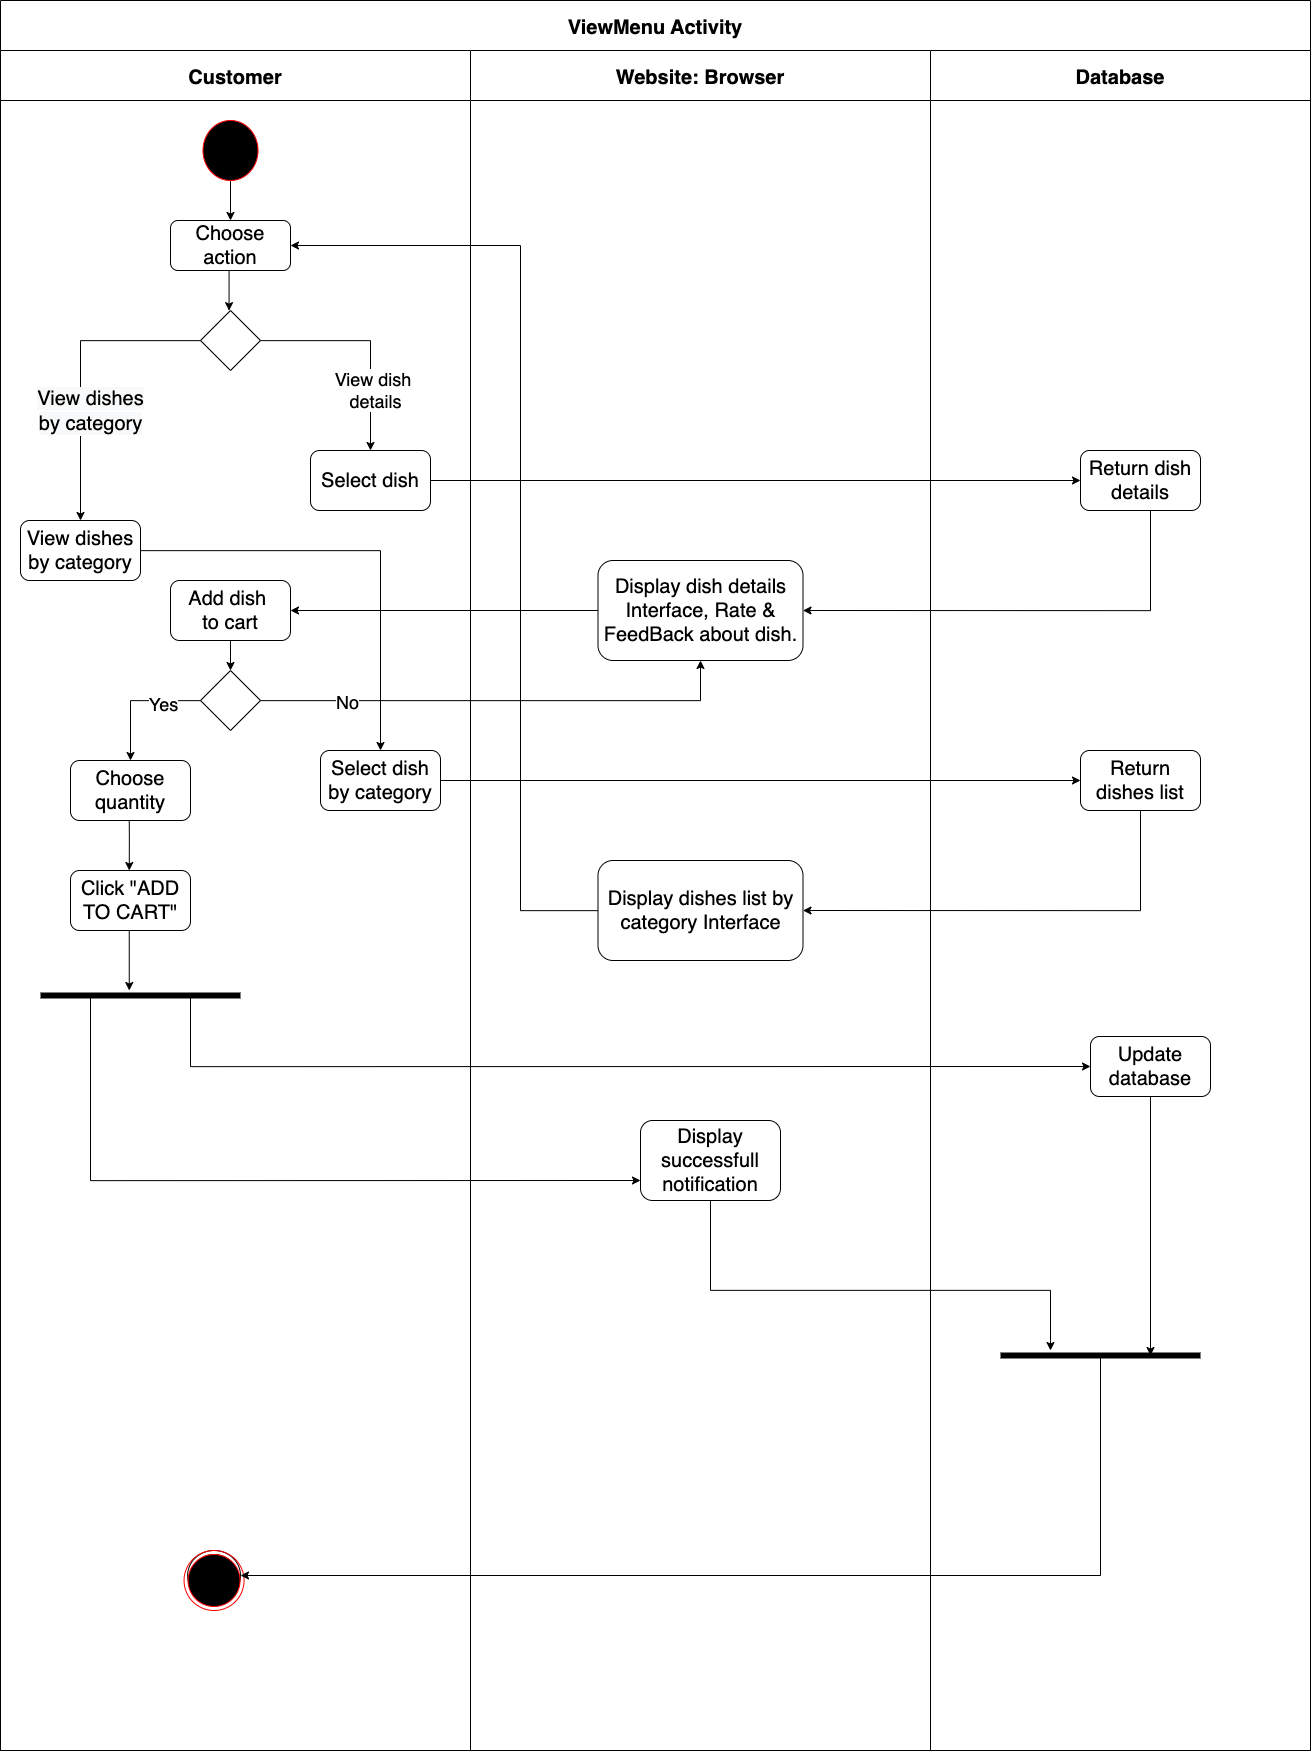 ViewMenu Activity
Customer
Website: Browser
Database
Choose
action
View dishes
by category
View dish
details
Select dish
Return dish
details
View dishes
by category
Add dish
to cart
Display dish details
Interface, Rate &
FeedBack about dish.
Yes
No
Choose
quantity
Select dish
by category
Return
dishes list
Click "ADD
TO CART"
Display dishes list by
category Interface
Update
database
Display
successfull
notification